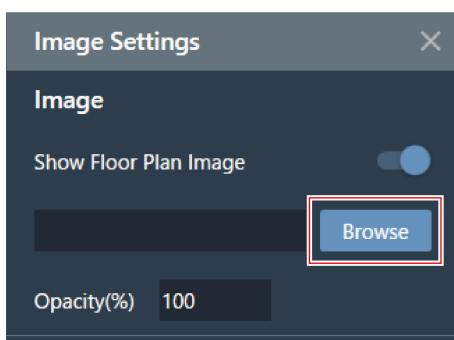 Image Settings
Image
Show Floor Plan Image
Browse
Opacity(%) 100